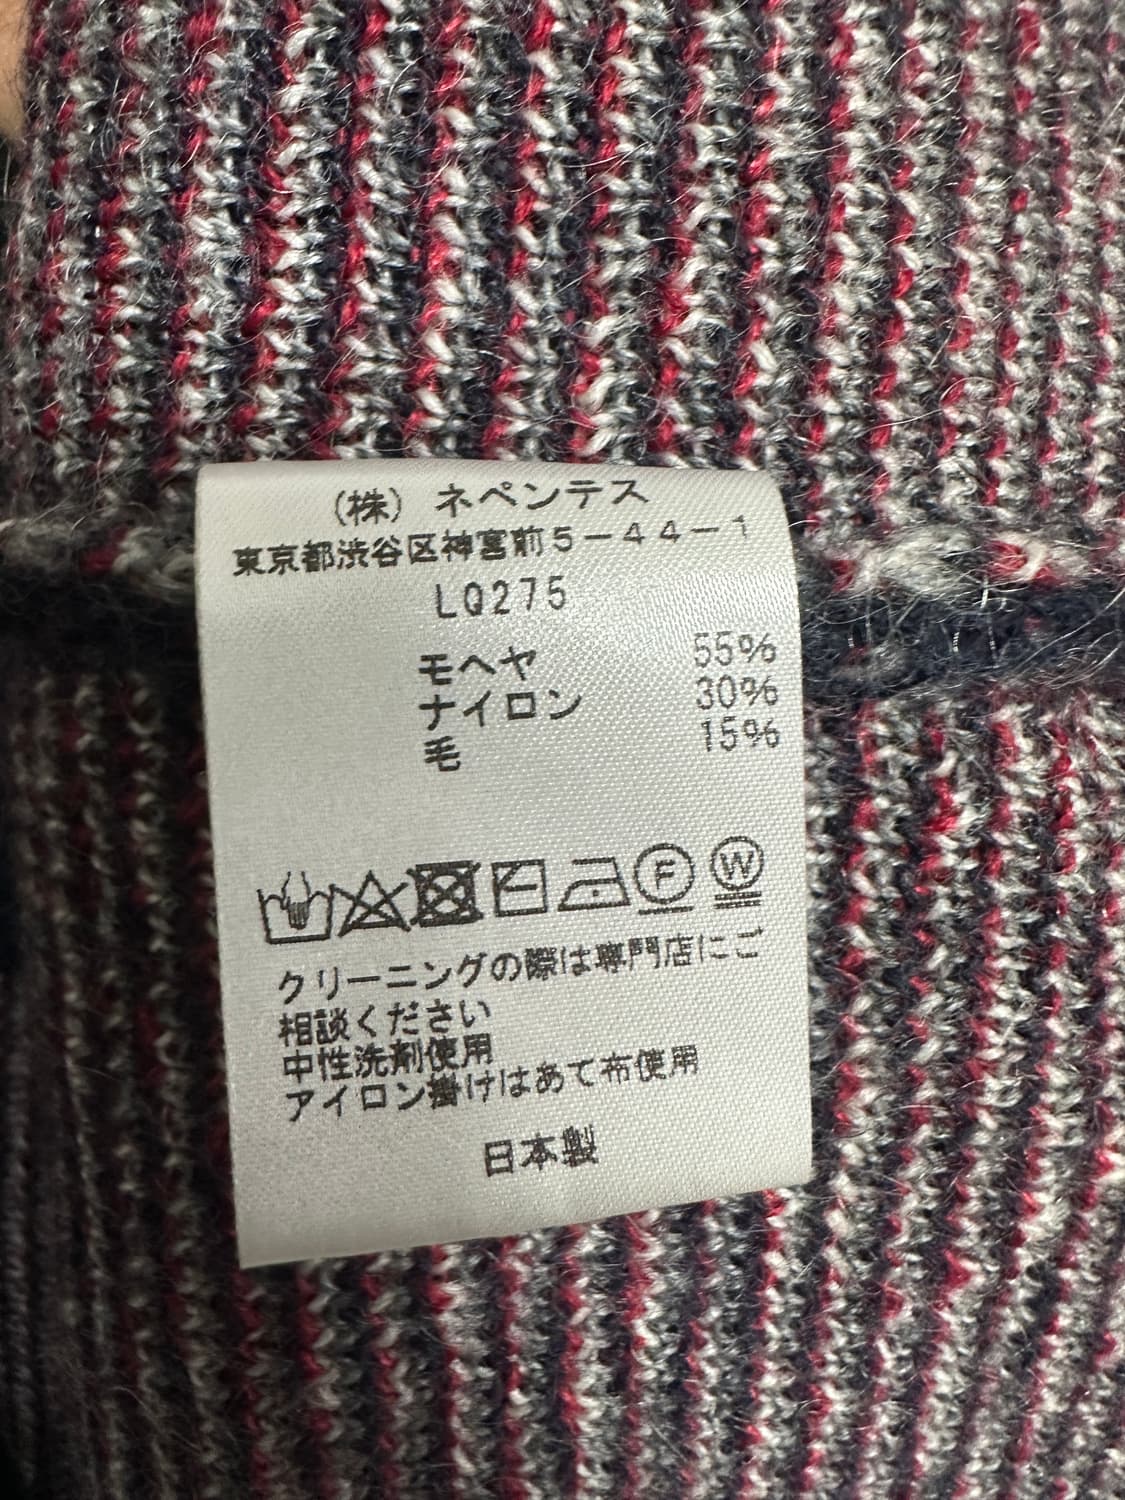 （株）ネペンテス
東京都渋谷区神宮前５－４４－１
LQ275
モヘヤ 55%
ナイロン 30%
毛 15%
F W
クリーニングの際は専門店にご
相談ください
中性洗剤使用
アイロン掛けはあて布使用
日本製